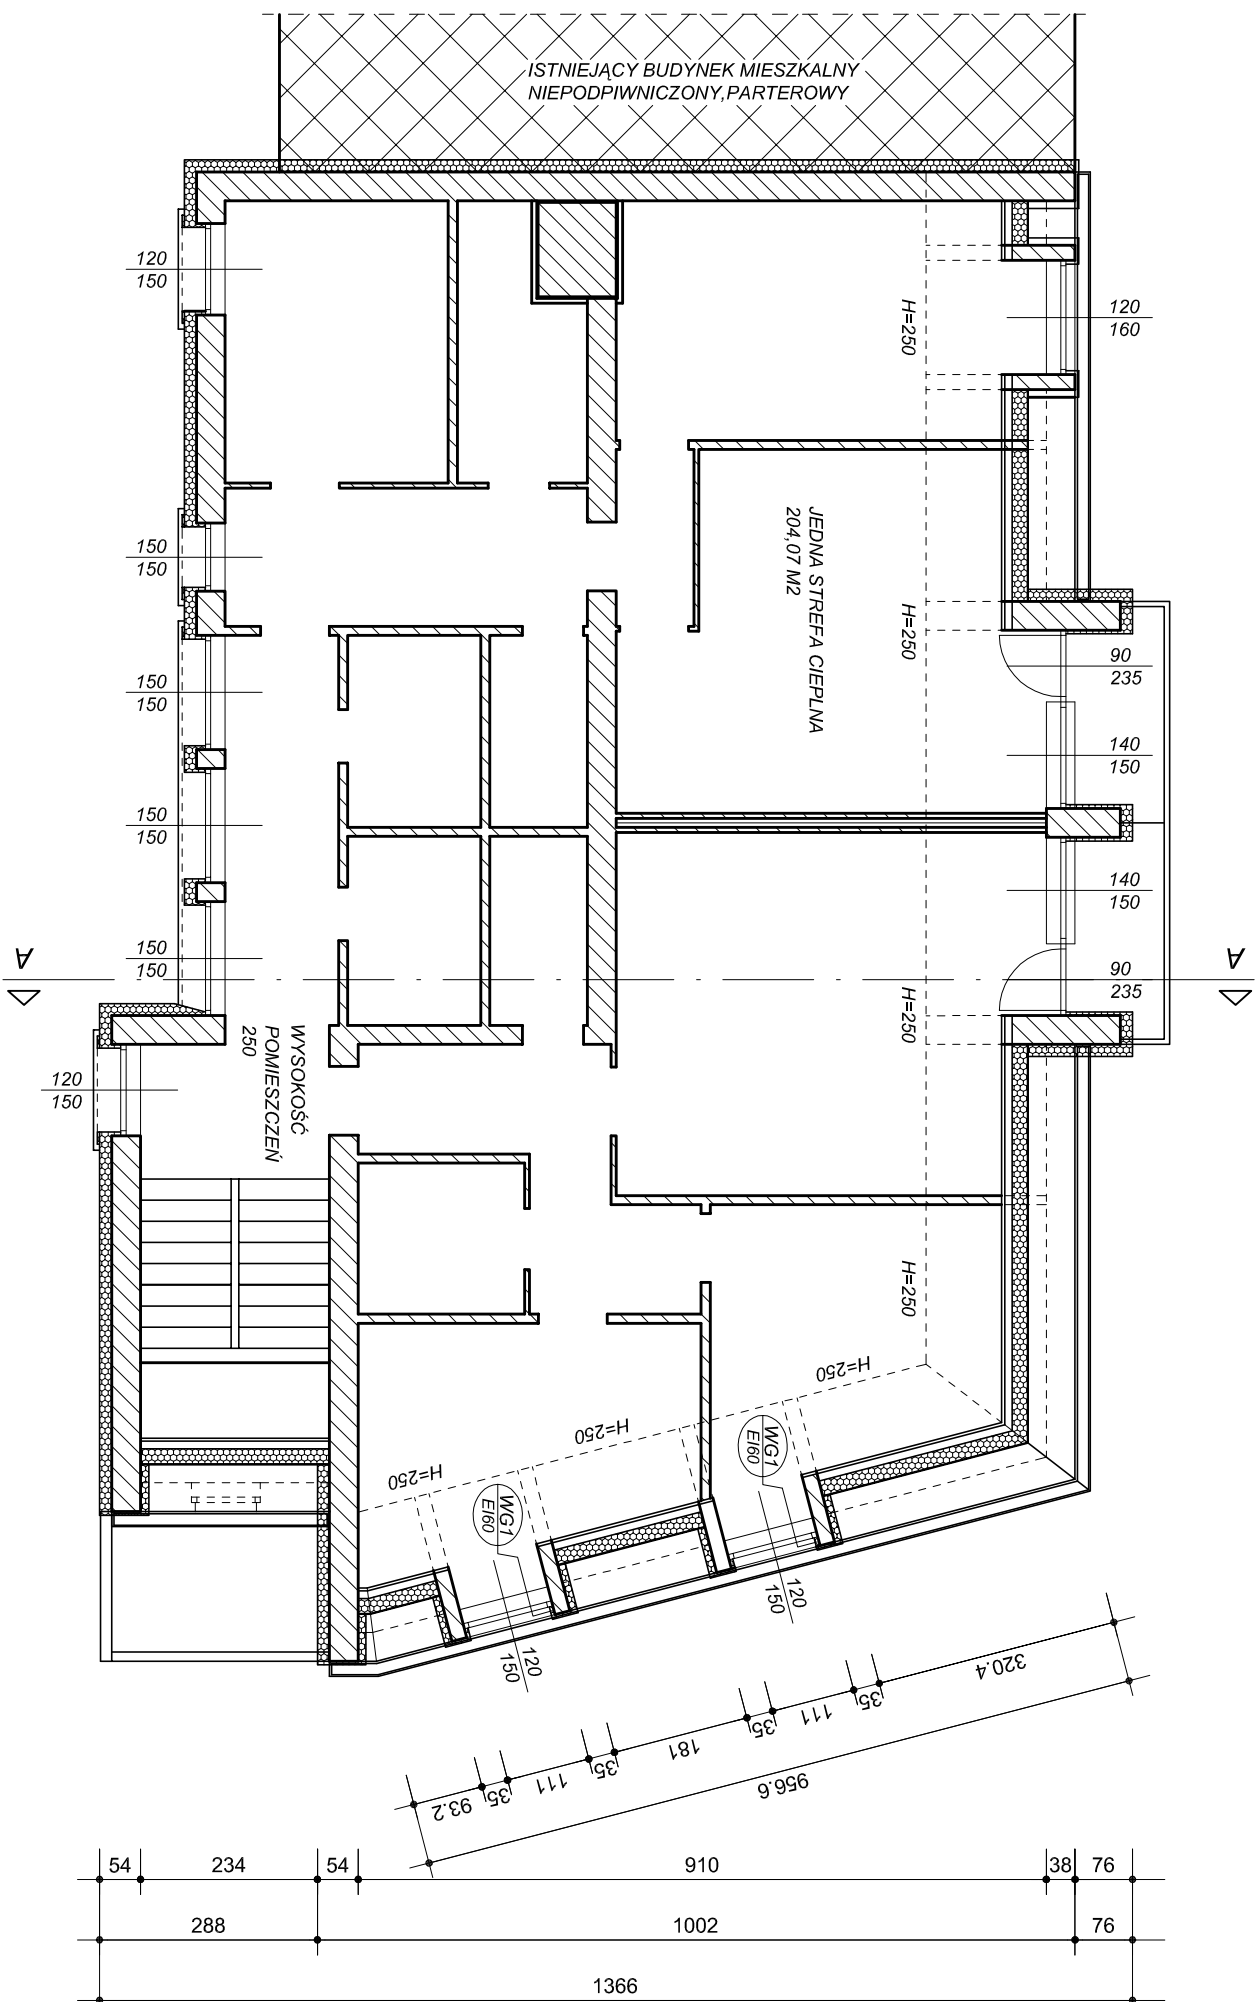 ISTNIEJĄCY BUDYNEK MIESZKALNY
NIEPODPIWNICZONY,PARTEROWY
120
150
120
160
H=250
150
150
JEDNA STREFA CIEPLNA
204,07 M2
H=250
90
235
150
150
140
150
150
150
140
150
150
150
A
A
90
235
H=250
WYSOKOŚĆ
POMIESZCZEŃ
250
120
150
H=250
H=250
H=250
H=250
WG1
EI60
WG1
EI60
120
150
120
150
93.2
35
111
35
181
35
111
35
320.4
956.6
54
234
54
910
38
76
288
1002
76
1366